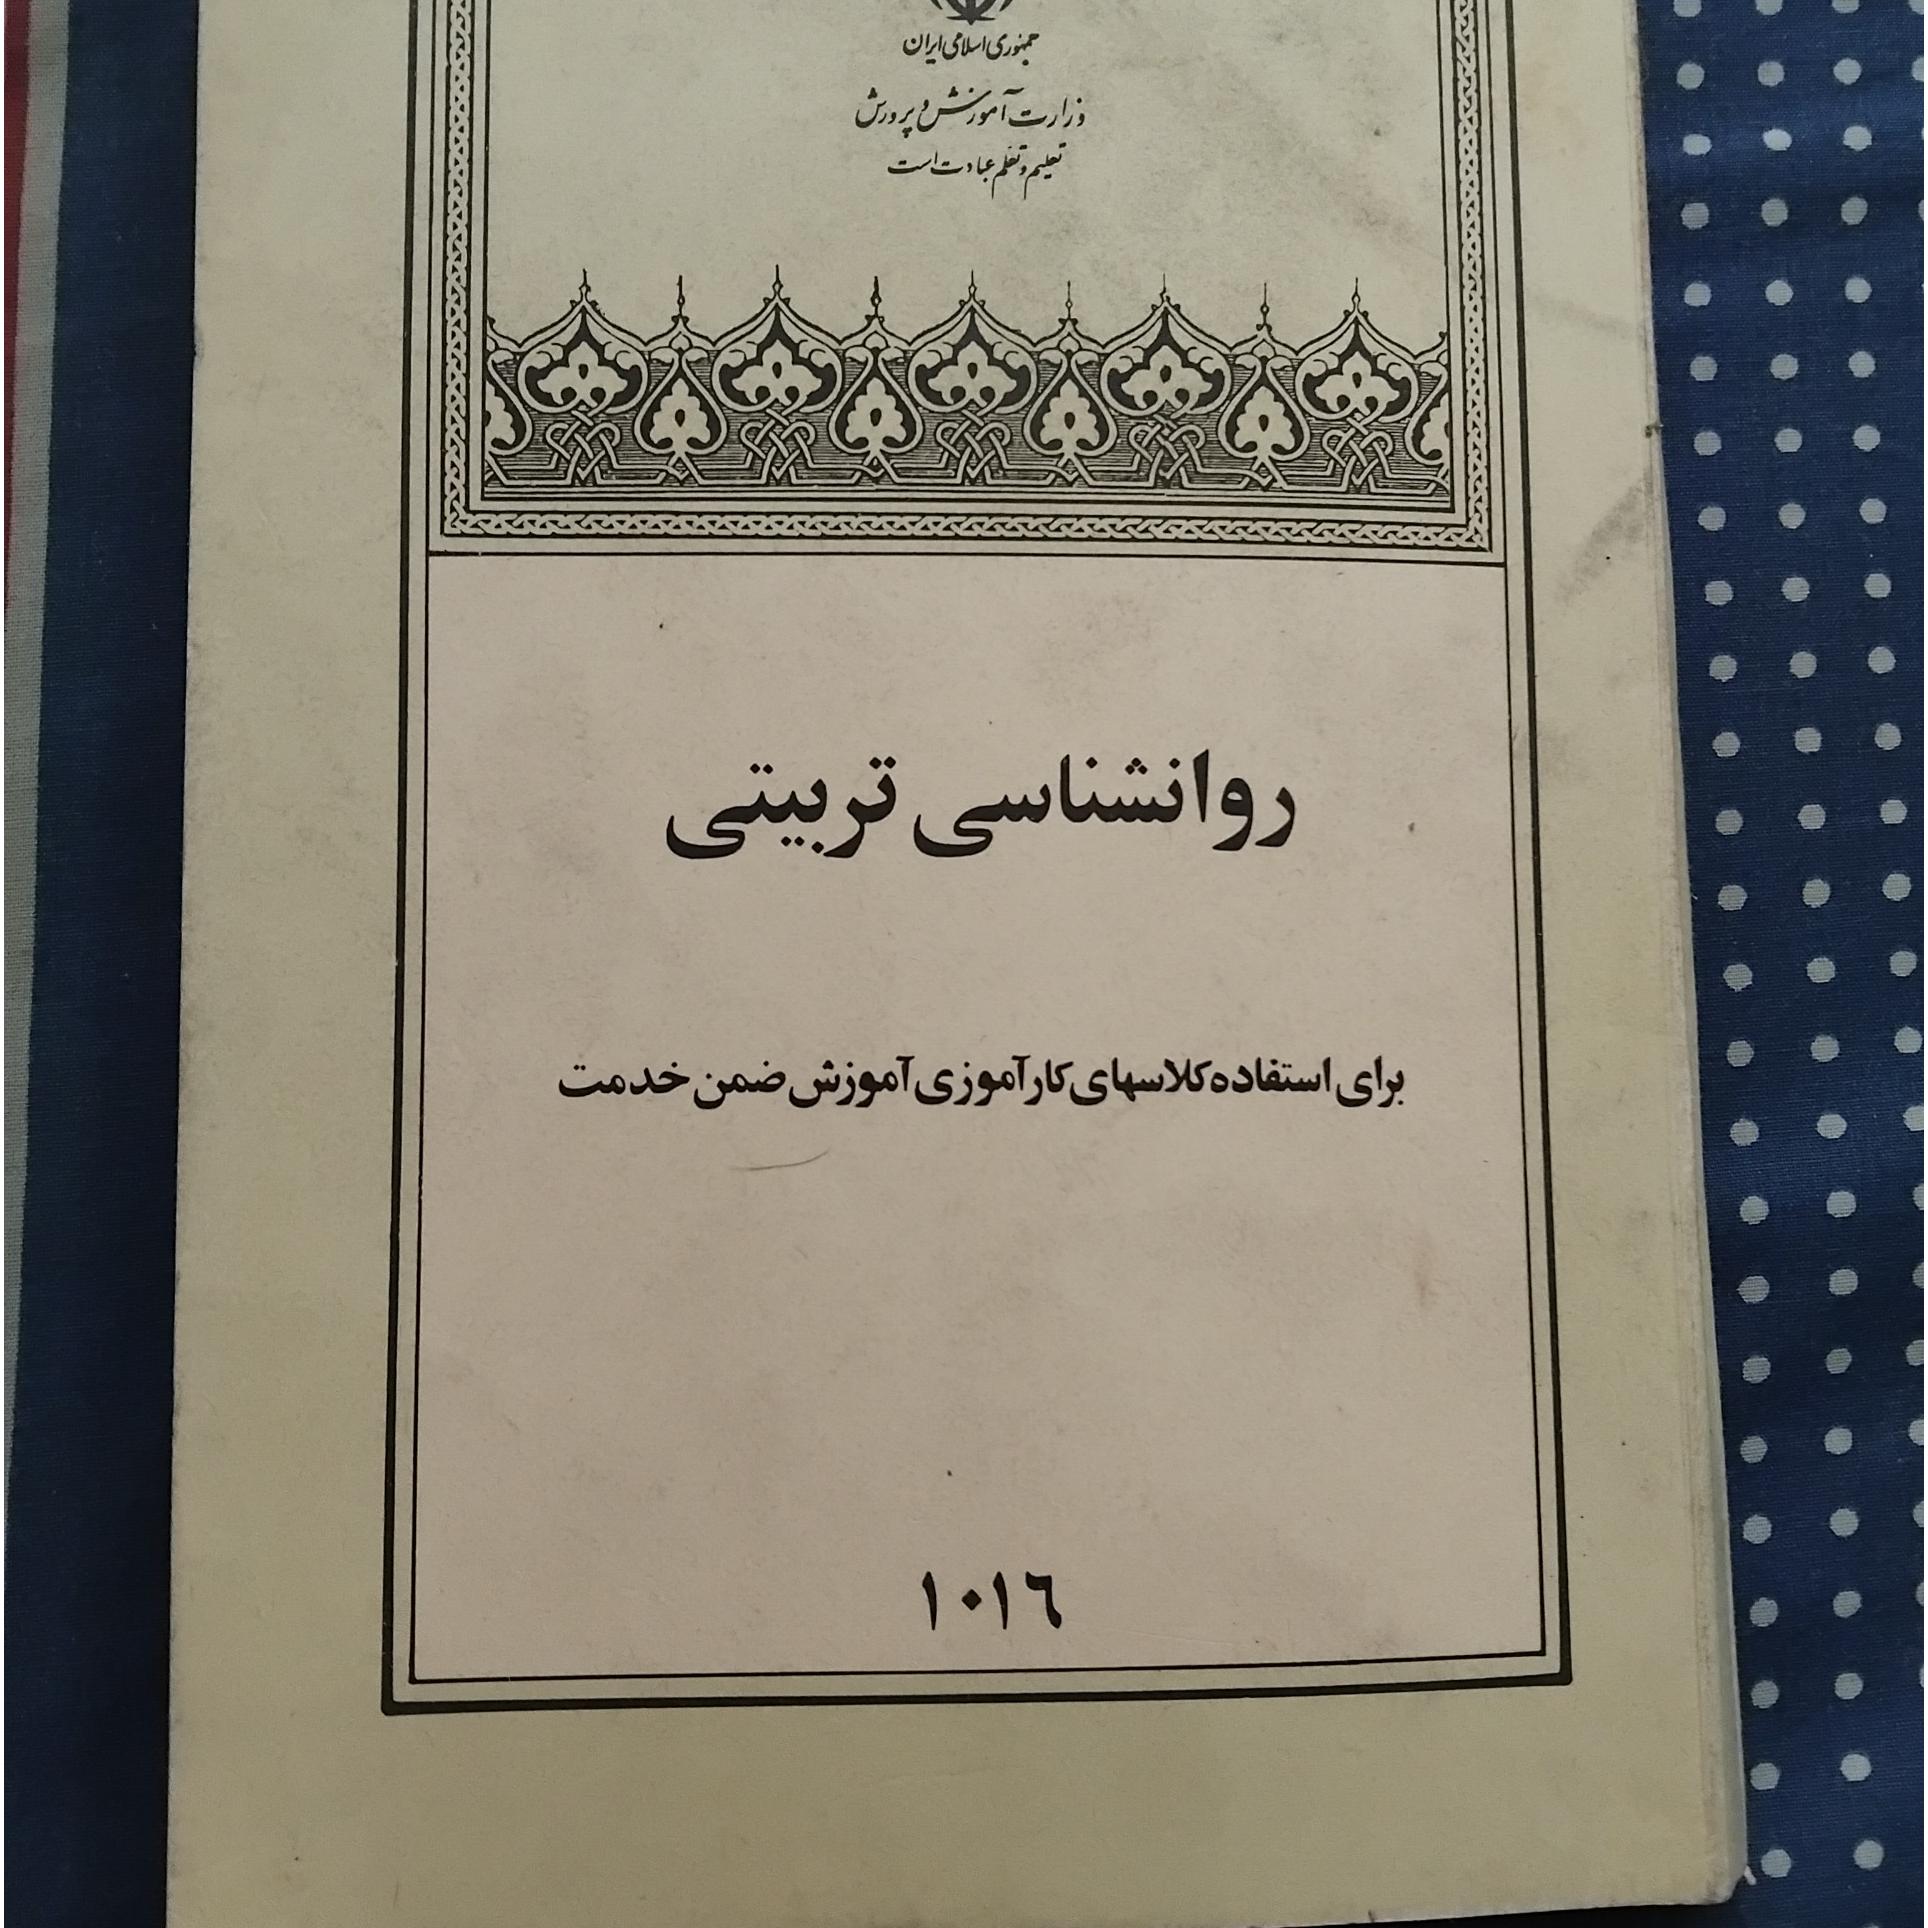 جمهوری اسلامی ایران
وزارت آموزش و پرورش
تعلیم و تعلم عبادت است
روانشناسی تربیتی
برای استفاده کلاسهای کارآموزی آموزش ضمن خدمت
۱۰۱۶